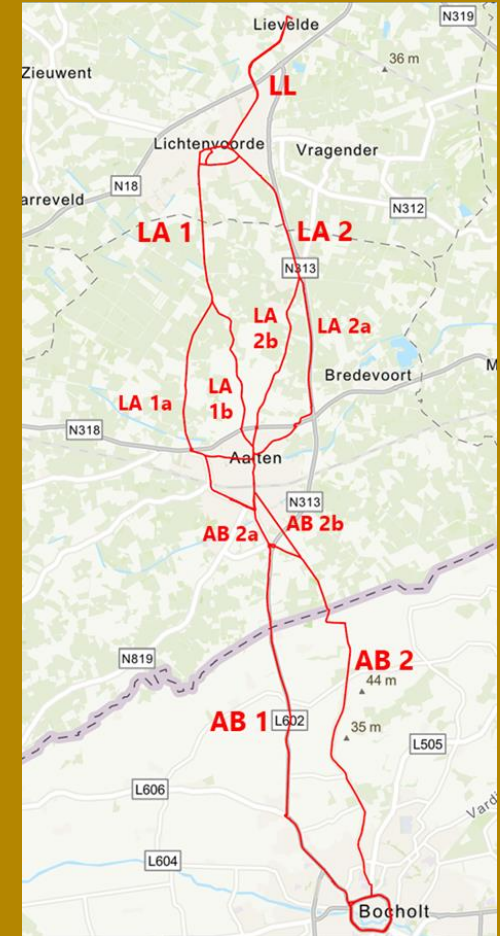 Lievelde
N319
36 m
Zieuwent
LL
Lichtenvoorde
Vragender
N18
arreveld
N312
LA 1
LA 2
N313
LA
2b
LA 2a
LA
1b
Bredevoort
M
LA 1a
N318
Aalten
N313
AB 2b
AB 2a
N819
AB 2
44 m
AB 1
L602
35 m
L505
L606
Vardi
L604
Bocholt